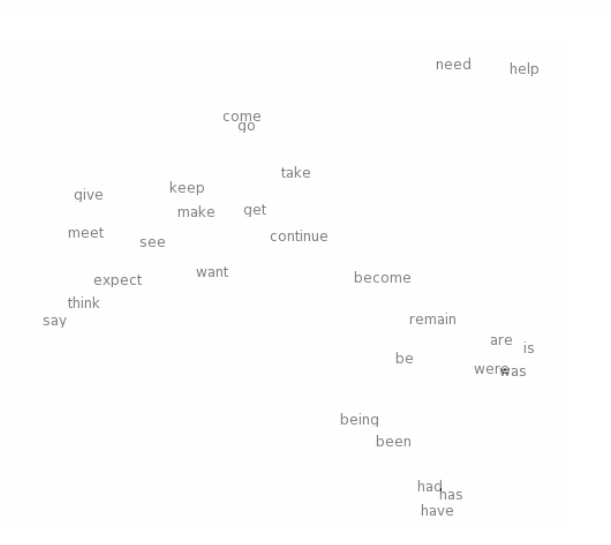 need
help
come
go
take
keep
give
get
make
meet
continue
see
want
become
expect
think
remain
say
are
is
be
were
was
being
been
had
has
have